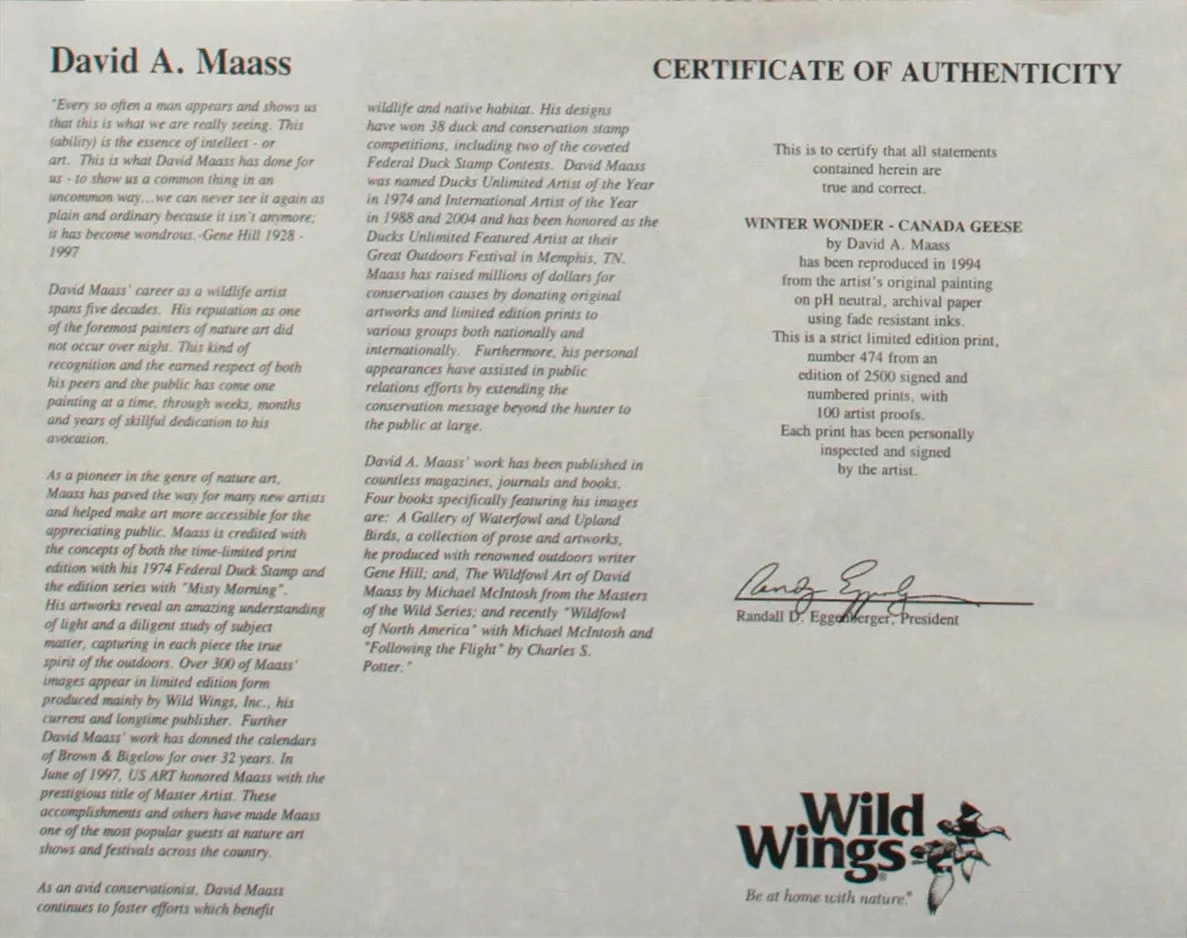 David A. Maass
"Every so often a man appears and shows us
that this is what we are really seeing. This
(ability) is the essence of intellect - or
art. This is what David Maass has done for
us - to show us a common thing in an
uncommon way...we can never see it again as
plain and ordinary because it isn't anymore;
it has become wondrous.-Gene Hill 1928 -
1997
David Maass' career as a wildlife artist
spans five decades. His reputation as one
of the foremost painters of nature art did
not occur over night. This kind of
recognition and the earned respect of both
his peers and the public has come one
painting at a time, through weeks, months
and years of skillful dedication to his
avocation.
As a pioneer in the genre of nature art,
Maass has paved the way for many new artists
and helped make art more accessible for the
appreciating public. Maass is credited with
the concepts of both the time-limited print
edition with his 1974 Federal Duck Stamp and
the edition series with "Misty Morning".
His artworks reveal an amazing understanding
of light and a diligent study of subject
matter, capturing in each piece the true
spirit of the outdoors. Over 300 of Maass'
images appear in limited edition form
produced mainly by Wild Wings, Inc., his
current and longtime publisher. Further
David Maass' work has donned the calendars
of Brown & Bigelow for over 32 years. In
June of 1997, US ART honored Maass with the
prestigious title of Master Artist. These
accomplishments and others have made Maass
one of the most popular guests at nature art
shows and festivals across the country.
As an avid conservationist, David Maass
continues to foster efforts which benefit
wildlife and native habitat. His designs
have won 38 duck and conservation stamp
competitions, including two of the coveted
Federal Duck Stamp Contests. David Maass
was named Ducks Unlimited Artist of the Year
in 1974 and International Artist of the Year
in 1988 and 2004 and has been honored as the
Ducks Unlimited Featured Artist at their
Great Outdoors Festival in Memphis, TN.
Maass has raised millions of dollars for
conservation causes by donating original
artworks and limited edition prints to
various groups both nationally and
internationally. Furthermore, his personal
appearances have assisted in public
relations efforts by extending the
conservation message beyond the hunter to
the public at large.
David A. Maass' work has been published in
countless magazines, journals and books.
Four books specifically featuring his images
are: A Gallery of Waterfowl and Upland
Birds, a collection of prose and artworks,
he produced with renowned outdoors writer
Gene Hill; and, The Wildfowl Art of David
Maass by Michael McIntosh from the Masters
of the Wild Series; and recently "Wildfowl
of North America" with Michael McIntosh and
"Following the Flight" by Charles S.
Potter."
CERTIFICATE OF AUTHENTICITY
This is to certify that all statements
contained herein are
true and correct.
WINTER WONDER - CANADA GEESE
by David A. Maass
has been reproduced in 1994
from the artist's original painting
on pH neutral, archival paper
using fade resistant inks.
This is a strict limited edition print,
number 474 from an
edition of 2500 signed and
numbered prints, with
100 artist proofs.
Each print has been personally
inspected and signed
by the artist.
Randall D. Eggenberger, President
Wild
Wings®
Be at home with nature.®